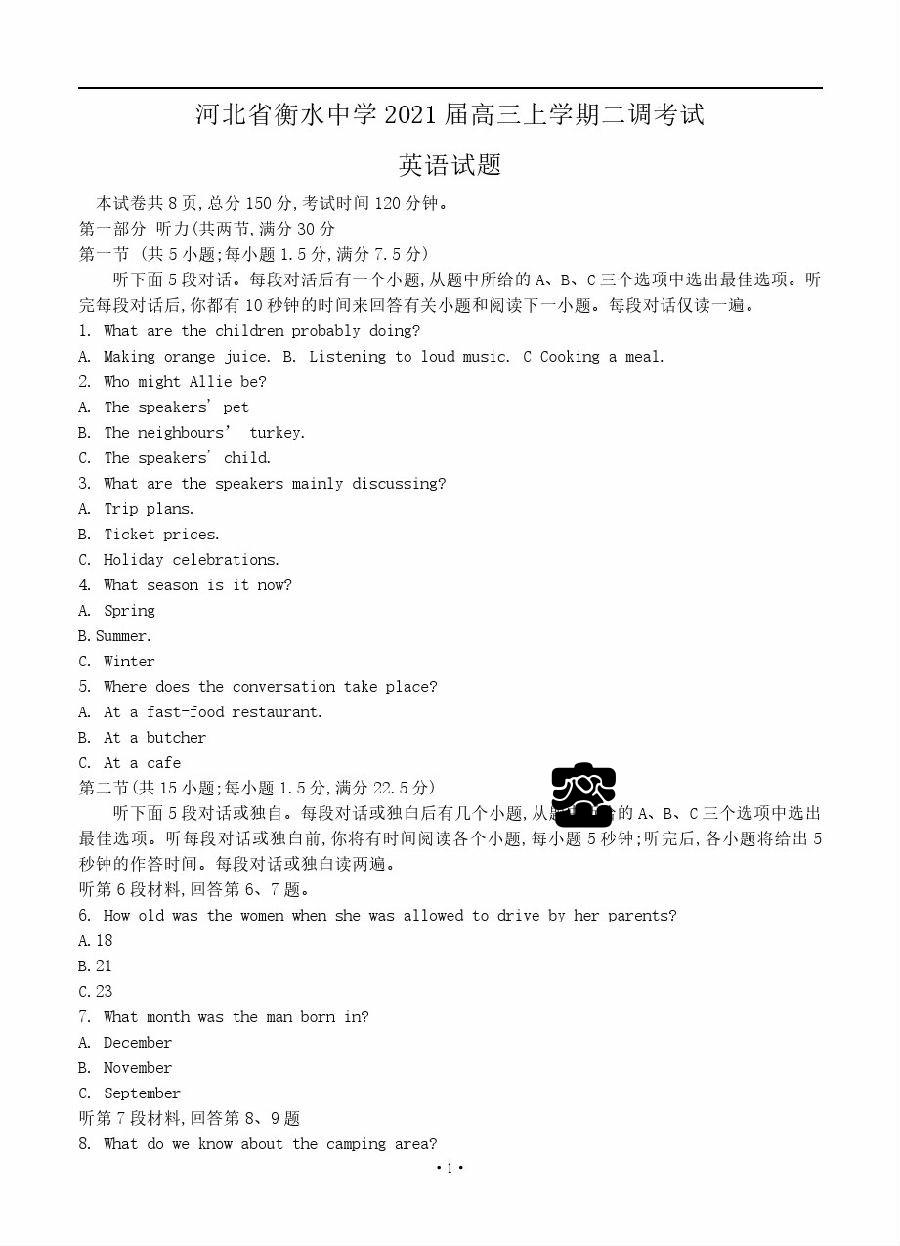 河北省衡水中学2021届高三上学期二调考试
英语试题
本试卷共8页,总分150分,考试时间120分钟。
第一部分 听力(共两节,满分30分
第一节 (共5小题;每小题1.5分,满分7.5分)
听下面5段对话。每段对活后有一个小题,从题中所给的A、B、C三个选项中选出最佳选项。听
完每段对话后,你都有10秒钟的时间来回答有关小题和阅读下一小题。每段对话仅读一遍。
1. What are the children probably doing?
A. Making orange juice. B. Listening to loud music. C Cooking a meal.
2. Who might Allie be?
A. The speakers' pet
B. The neighbours’ turkey.
C. The speakers' child.
3. What are the speakers mainly discussing?
A. Trip plans.
B. Ticket prices.
C. Holiday celebrations.
4. What season is it now?
A. Spring
B.Summer.
C. Winter
5. Where does the conversation take place?
A. At a fast-food restaurant.
B. At a butcher
C. At a cafe
第二节(共15小题;每小题1.5分,满分22.5分)
听下面5段对话或独自。每段对话或独白后有几个小题,从 的A、B、C三个选项中选出
最佳选项。听每段对话或独白前,你将有时间阅读各个小题,每小题5秒钟;听完后,各小题将给出5
秒钟的作答时间。每段对话或独白读两遍。
听第6段材料,回答第6、7题。
6. How old was the women when she was allowed to drive by her parents?
A.18
B.21
C.23
7. What month was the man born in?
A. December
B. November
C. September
听第7段材料,回答第8、9题
8. What do we know about the camping area?
·1·